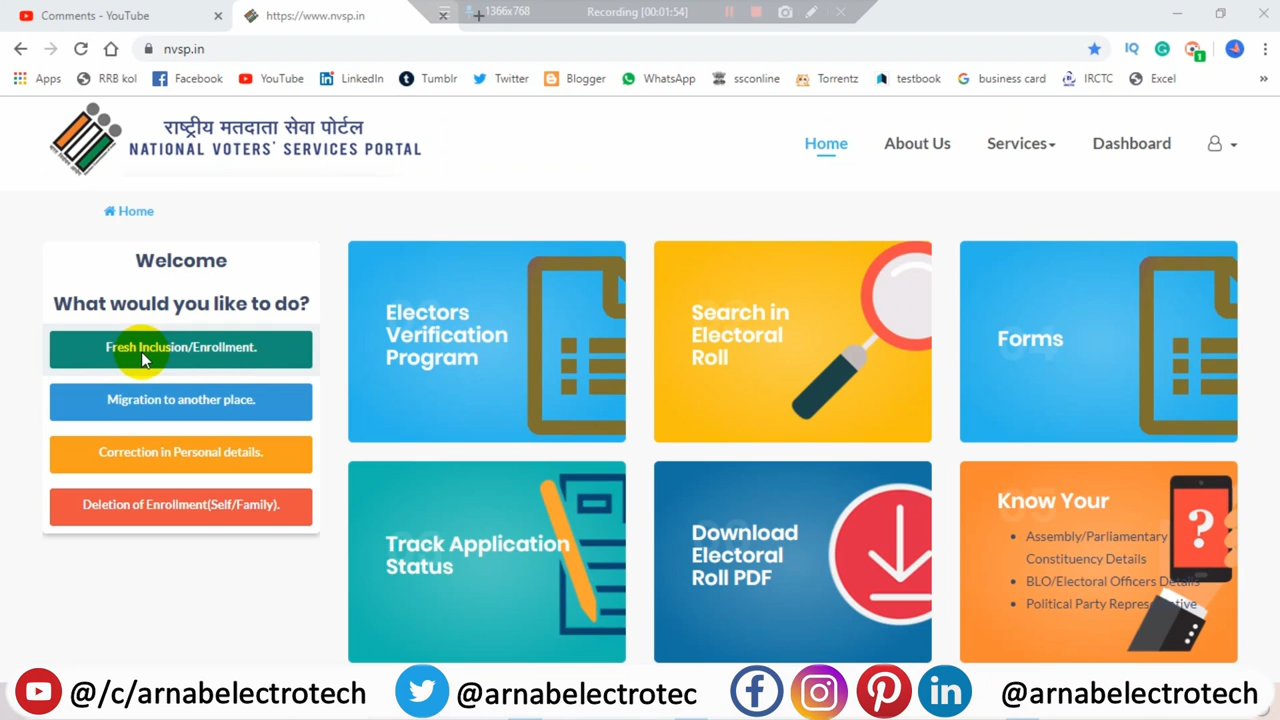 Comments - YouTube
https://www.nvsp.in
1366x768
Recording [00:01:54]
nvsp.in
Apps
RRB kol
Facebook
YouTube
LinkedIn
Tumblr
Twitter
Blogger
WhatsApp
ssconline
Torrentz
testbook
business card
IRCTC
Excel
राष्ट्रीय मतदाता सेवा पोर्टल
NATIONAL VOTERS' SERVICES PORTAL
Home
About Us
Services
Dashboard
Home
Welcome
What would you like to do?
Fresh Inclusion/Enrollment.
Migration to another place.
Correction in Personal details.
Deletion of Enrollment(Self/Family).
Electors
Verification
Program
Search in
Electoral
Roll
Forms
Track Application
Status
Download
Electoral
Roll PDF
Know Your
Assembly/Parliamentary
Constituency Details
BLO/Electoral Officers Details
Political Party Representative
@/c/arnabelectrotech
@arnabelectrotec
@arnabelectrotech